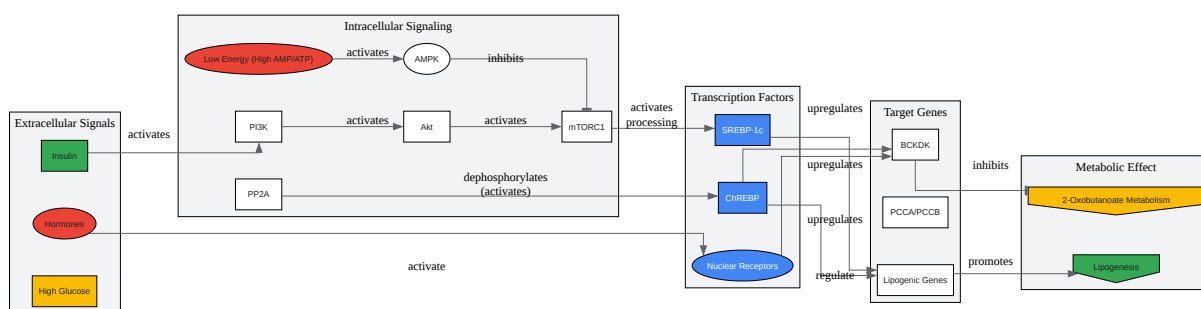 Extracellular Signals
Insulin
Hormones
High Glucose
activates
Intracellular Signaling
Low Energy (High AMP/ATP)
activates
AMPK
inhibits
PI3K
activates
Akt
activates
mTORC1
PP2A
dephosphorylates
(activates)
activate
activates
processing
Transcription Factors
SREBP-1c
ChREBP
Nuclear Receptors
upregulates
upregulates
upregulates
regulate
Target Genes
BCKDK
PCCA/PCCB
Lipogenic Genes
inhibits
promotes
Metabolic Effect
2-Oxobutanoate Metabolism
Lipogenesis